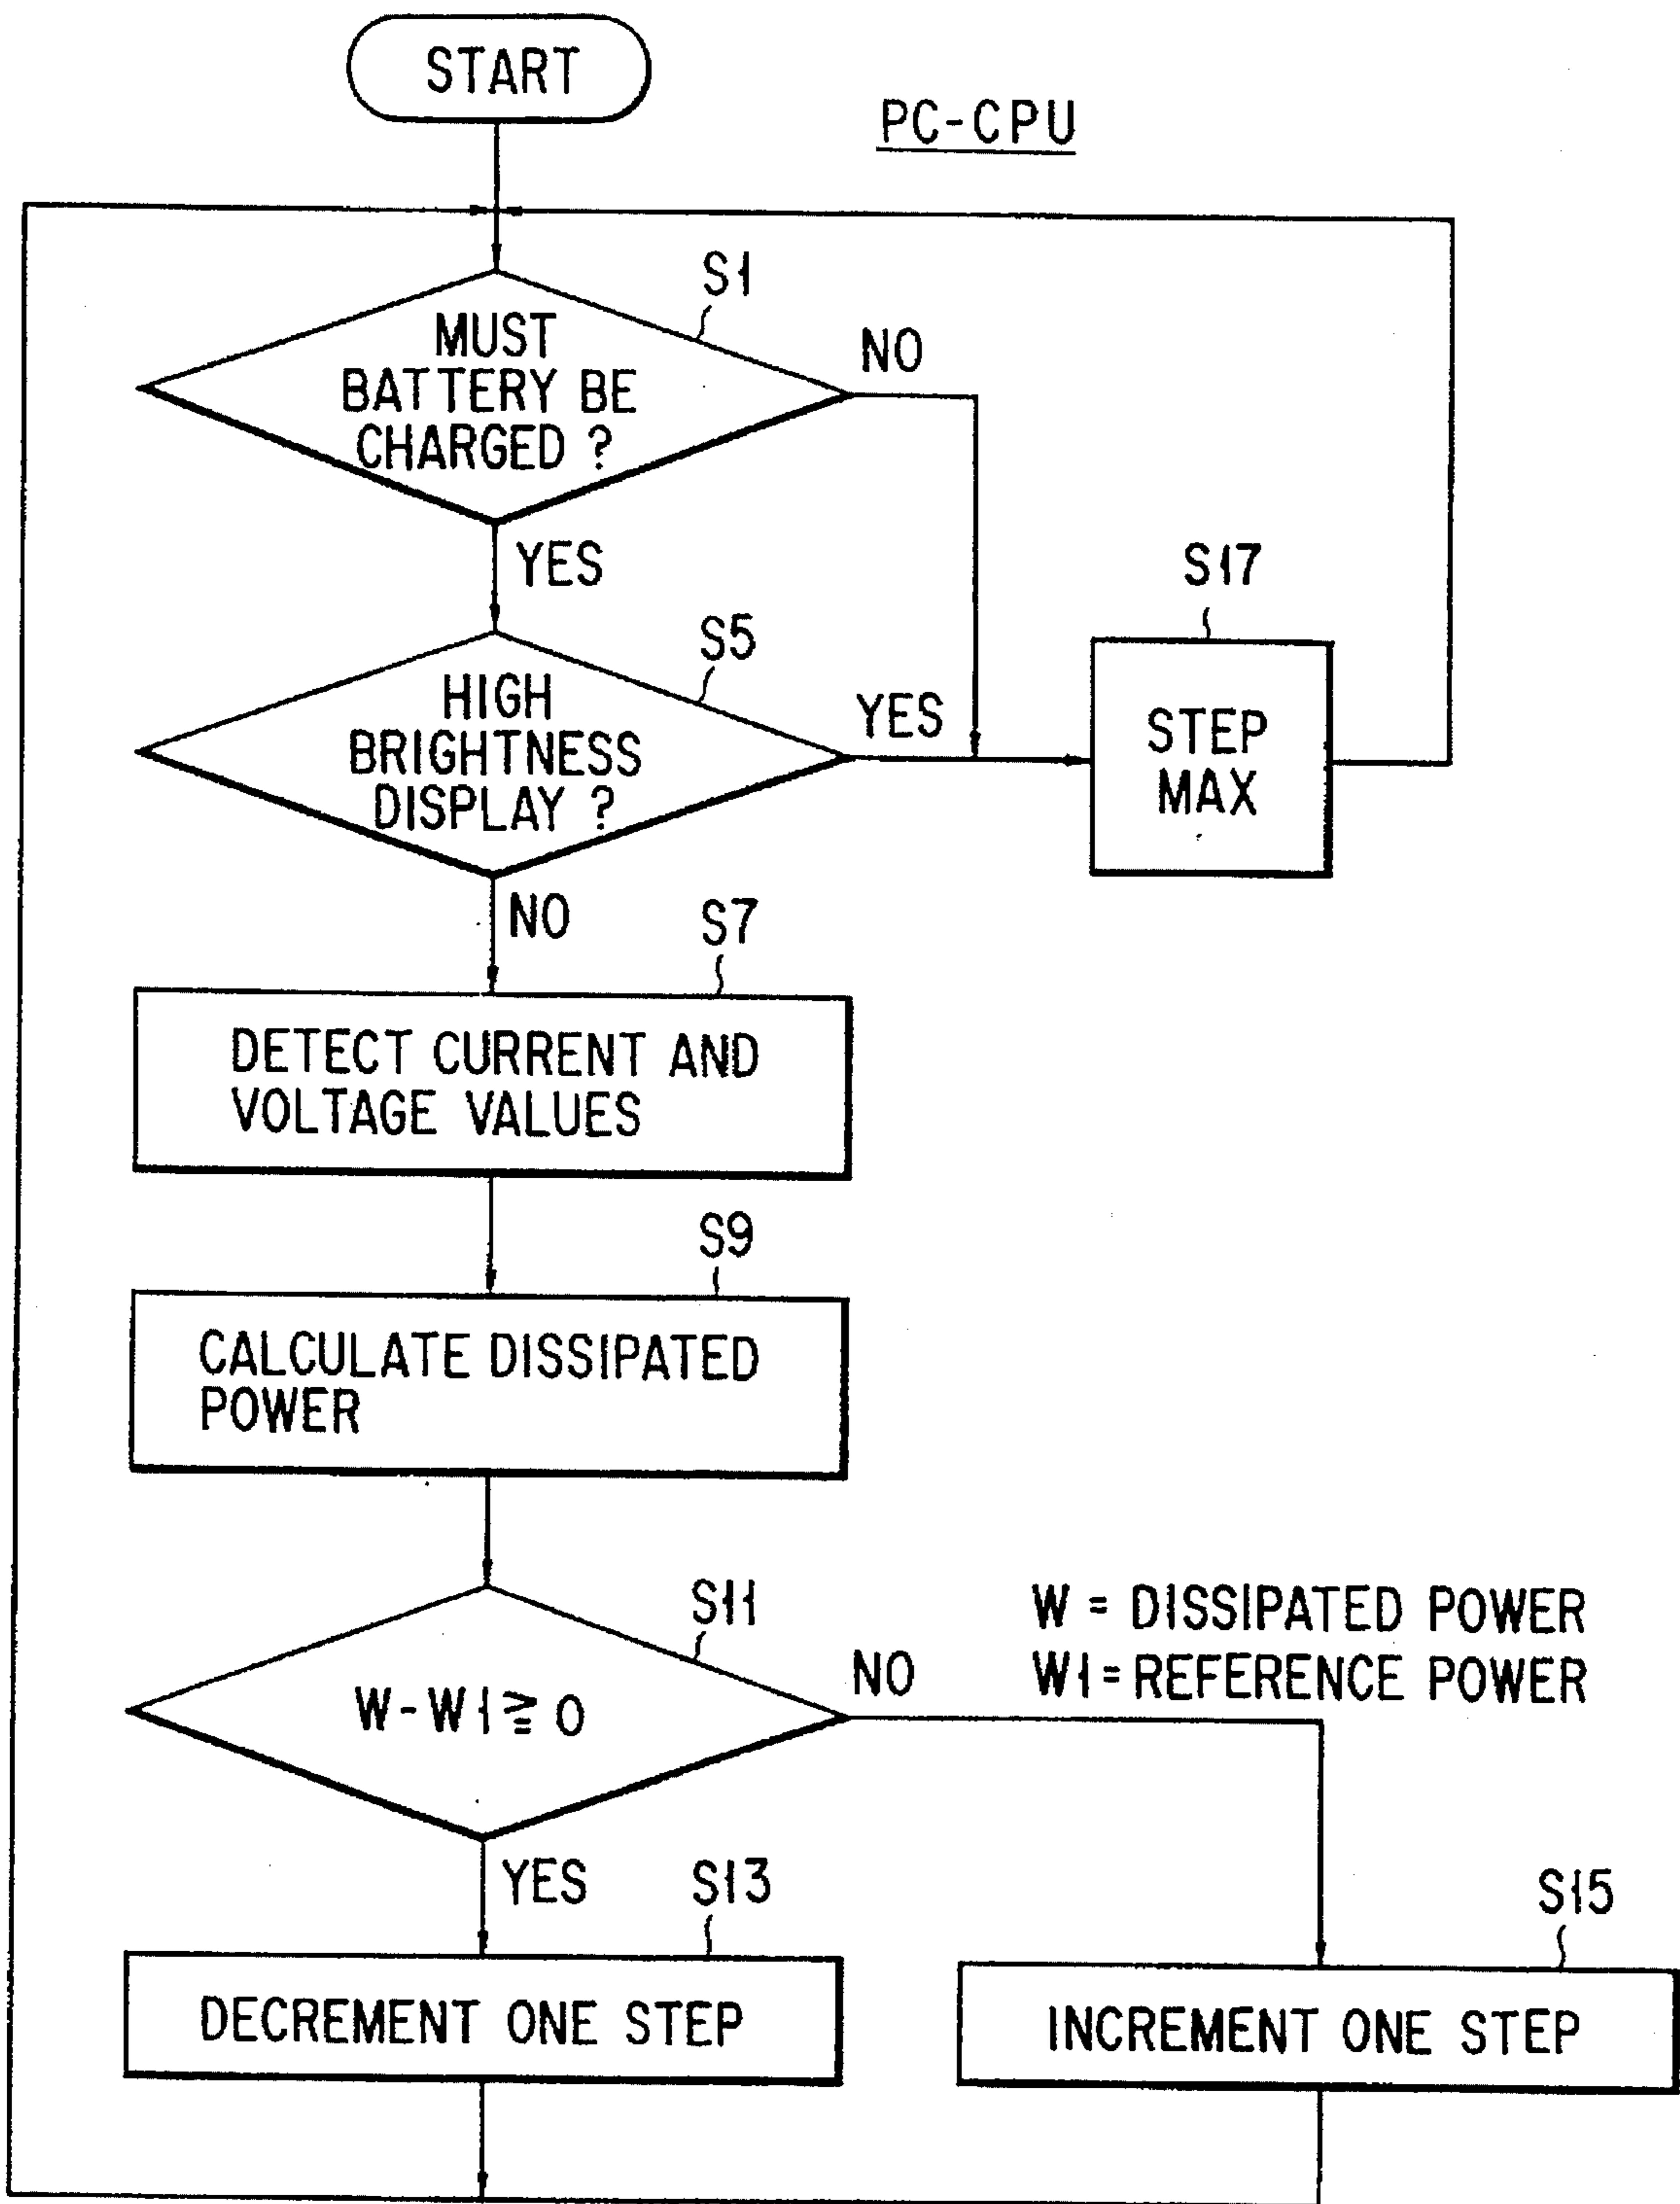 START
PC-CPU
S1
MUST
BATTERY BE
CHARGED ?
NO
YES
S17
S5
HIGH
BRIGHTNESS
DISPLAY ?
YES
STEP
MAX
NO
S7
DETECT CURRENT AND
VOLTAGE VALUES
S9
CALCULATE DISSIPATED
POWER
S11
W = DISSIPATED POWER
W1 = REFERENCE POWER
NO
W - W1 ≧ 0
YES
S13
S15
DECREMENT ONE STEP
INCREMENT ONE STEP